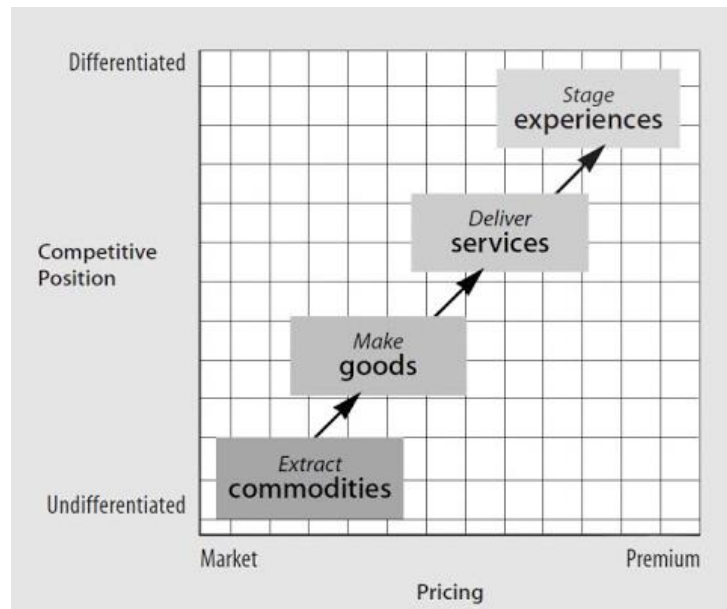 Differentiated
Stage
experiences
Deliver
services
Competitive
Position
Make
goods
Extract
commodities
Undifferentiated
Market
Premium
Pricing